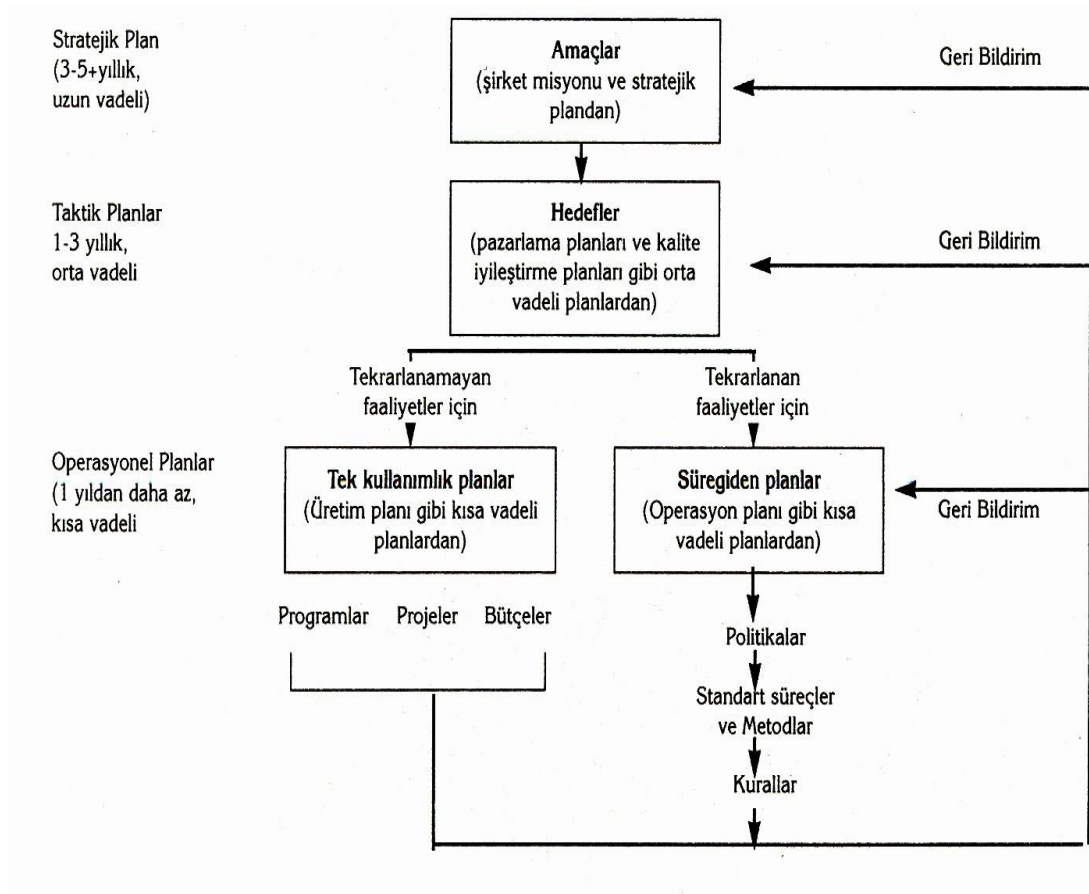 Stratejik Plan
(3-5+yıllık,
uzun vadeli)
Amaçlar
(şirket misyonu ve stratejik
plandan)
Geri Bildirim
Taktik Planlar
1-3 yıllık,
orta vadeli
Hedefler
(pazarlama planları ve kalite
iyileştirme planları gibi orta
vadeli planlardan)
Geri Bildirim
Tekrarlanamayan
faaliyetler için
Tekrarlanan
faaliyetler için
Operasyonel Planlar
(1 yıldan daha az,
kısa vadeli
Tek kullanımlık planlar
(Üretim planı gibi kısa vadeli
planlardan)
Süregiden planlar
(Operasyon planı gibi kısa
vadeli planlardan)
Geri Bildirim
Programlar Projeler Bütçeler
Politikalar
Standart süreçler
ve Metodlar
Kurallar